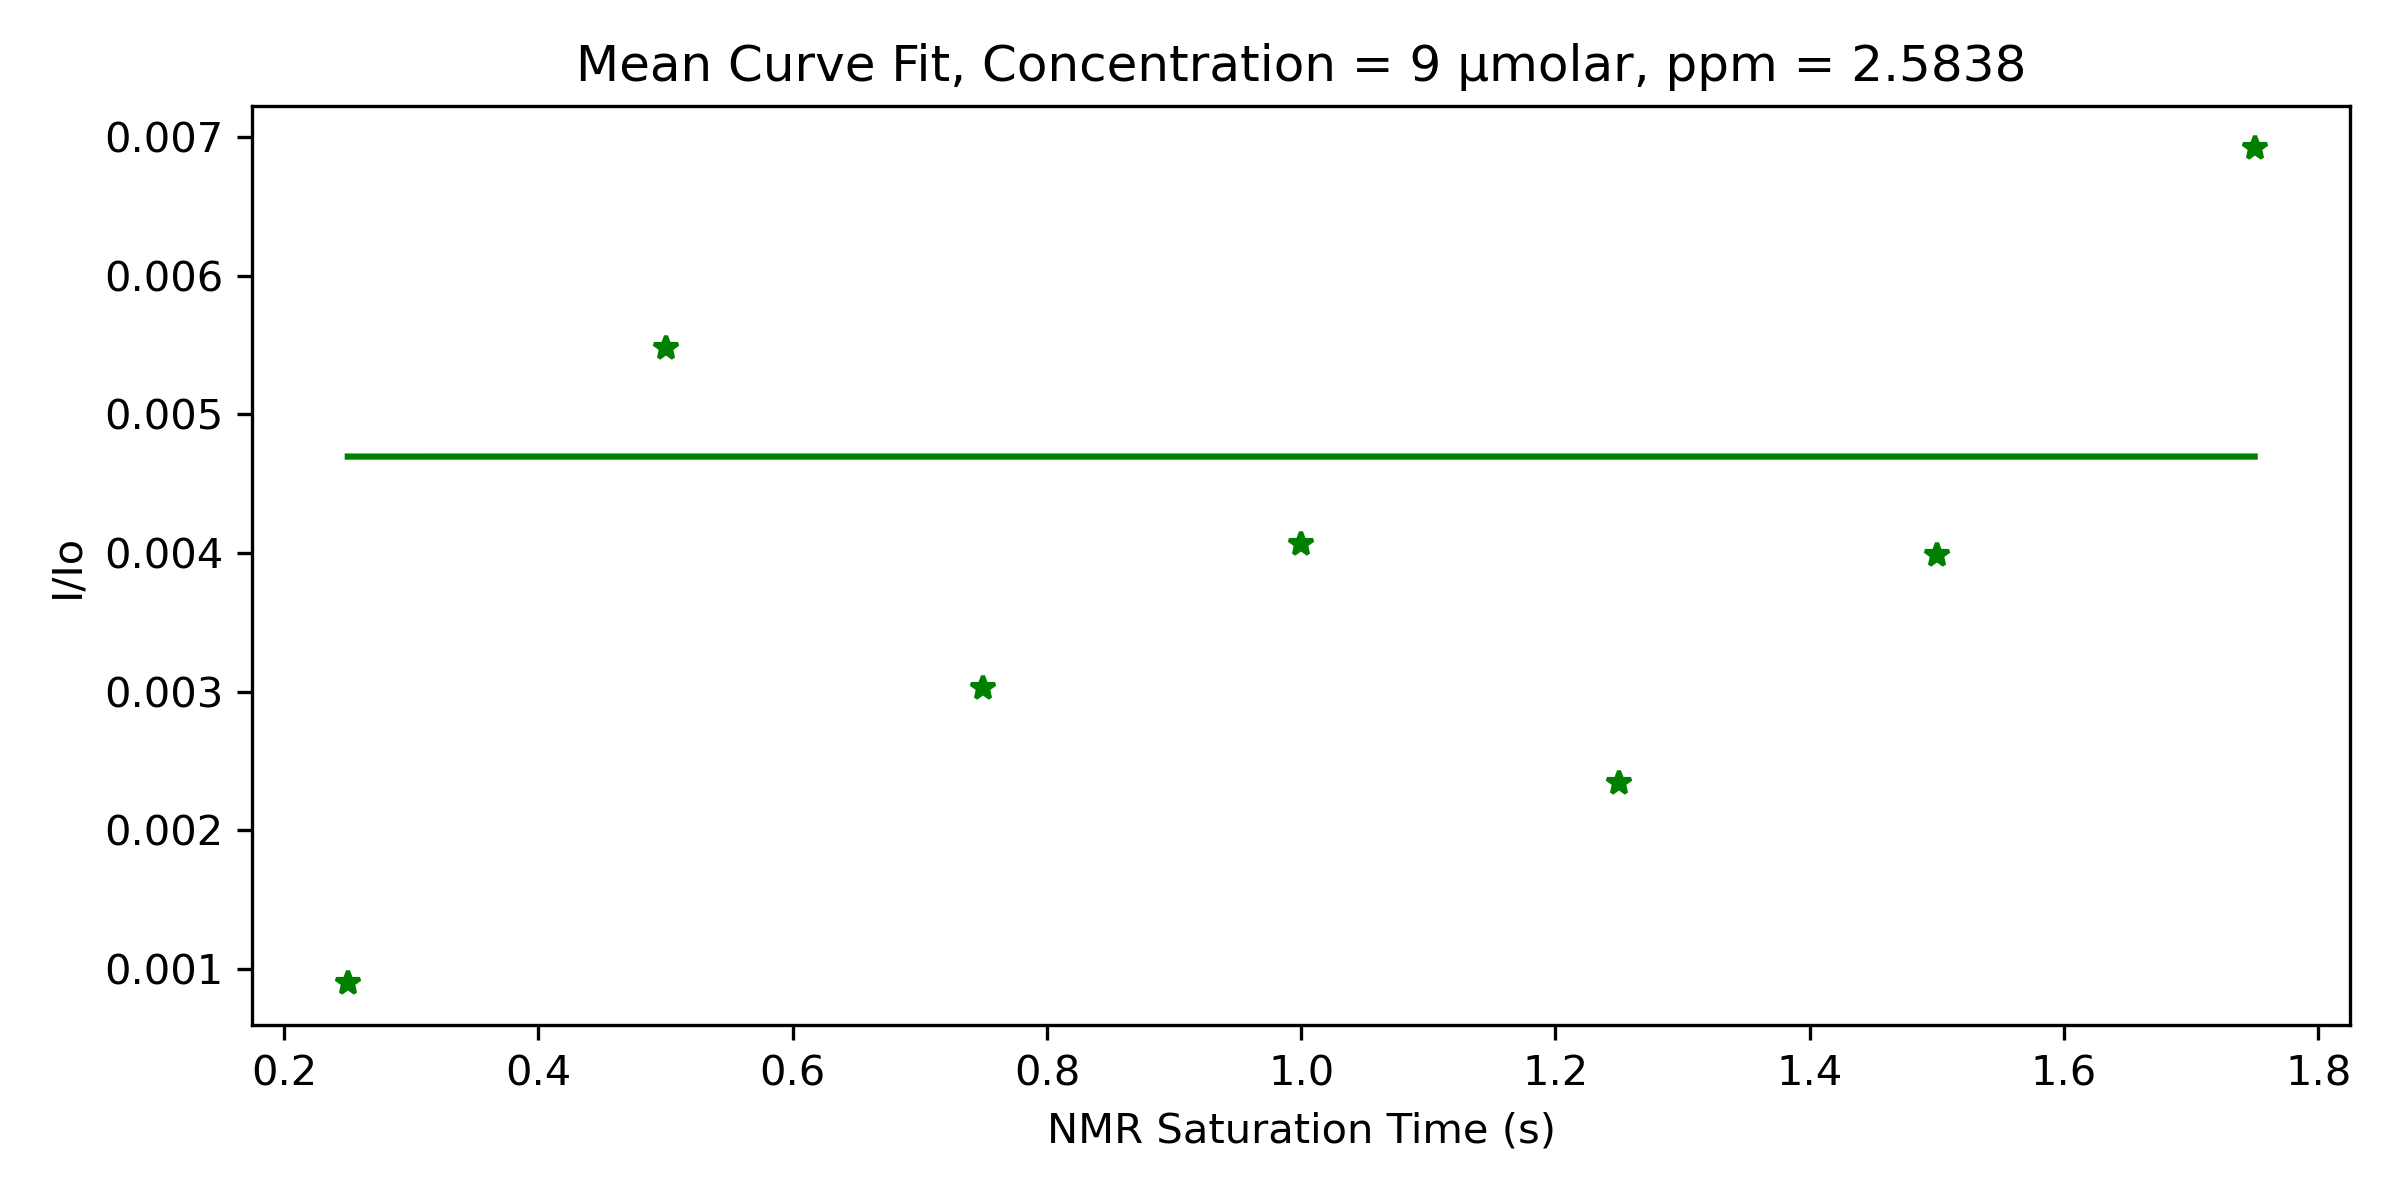 Mean Curve Fit, Concentration = 9 µmolar, ppm = 2.5838
0.007
0.006
0.005
0.004
0.003
0.002
0.001
I/Io
0.2 0.4 0.6 0.8 1.0 1.2 1.4 1.6 1.8
NMR Saturation Time (s)